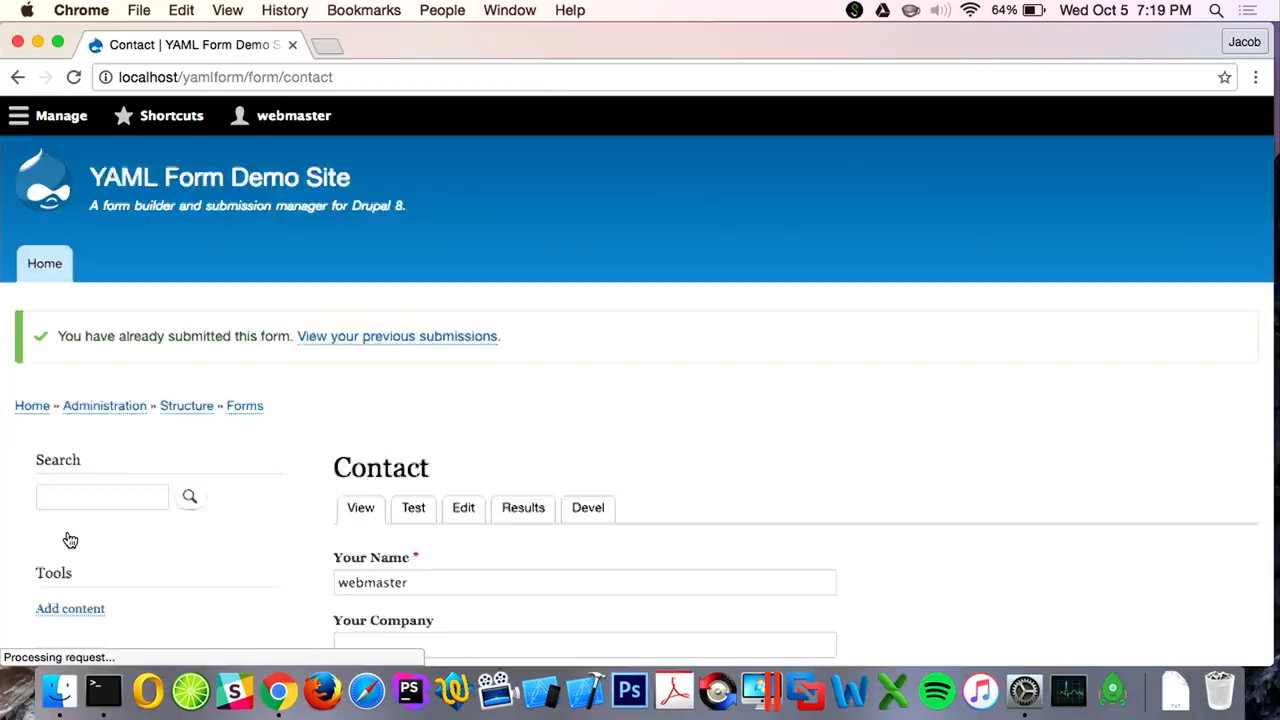 Chrome File Edit View History Bookmarks People Window Help 64% Wed Oct 5 7:19 PM
Contact | YAML Form Demo S
Jacob
localhost/yamlform/form/contact
Manage Shortcuts webmaster
YAML Form Demo Site
A form builder and submission manager for Drupal 8.
Home
You have already submitted this form. View your previous submissions.
Home » Administration » Structure » Forms
Search
Contact
View Test Edit Results Devel
Your Name *
webmaster
Tools
Add content
Your Company
Processing request...